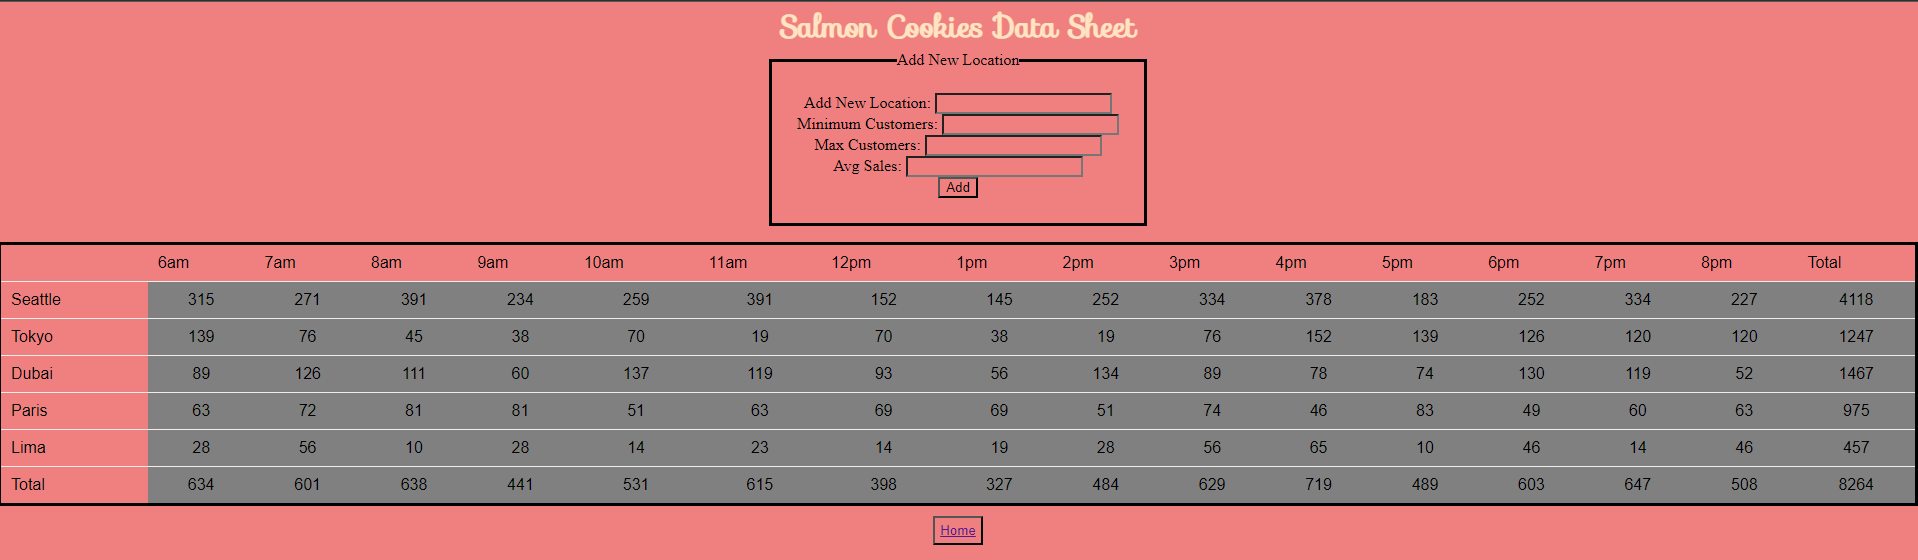 Salmon Cookies Data Sheet
Add New Location
Add New Location:
Minimum Customers:
Max Customers:
Avg Sales:
Add
6am 7am 8am 9am 10am 11am 12pm 1pm 2pm 3pm 4pm 5pm 6pm 7pm 8pm Total
Seattle 315 271 391 234 259 391 152 145 252 334 378 183 252 334 227 4118
Tokyo 139 76 45 38 70 19 70 38 19 76 152 139 126 120 120 1247
Dubai 89 126 111 60 137 119 93 56 134 89 78 74 130 119 52 1467
Paris 63 72 81 81 51 63 69 69 51 74 46 83 49 60 63 975
Lima 28 56 10 28 14 23 14 19 28 56 65 10 46 14 46 457
Total 634 601 638 441 531 615 398 327 484 629 719 489 603 647 508 8264
Home